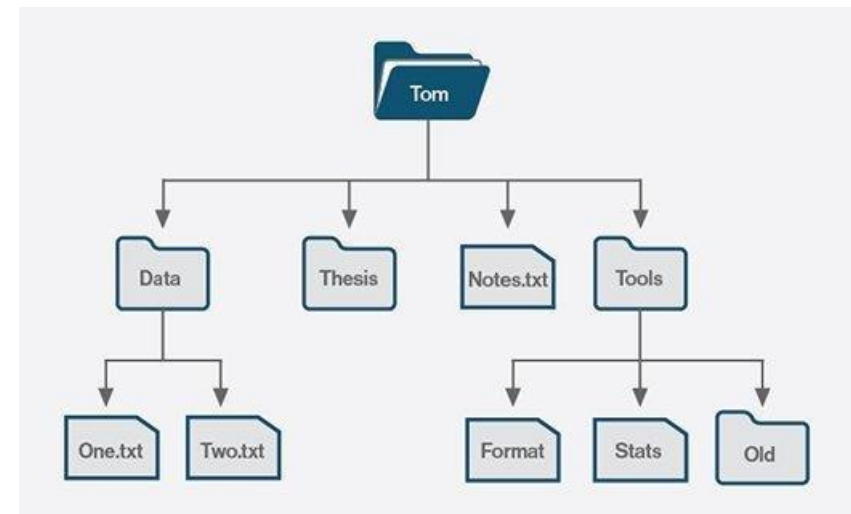 Tom
Data
Thesis
Notes.txt
Tools
One.txt
Two.txt
Format
Stats
Old